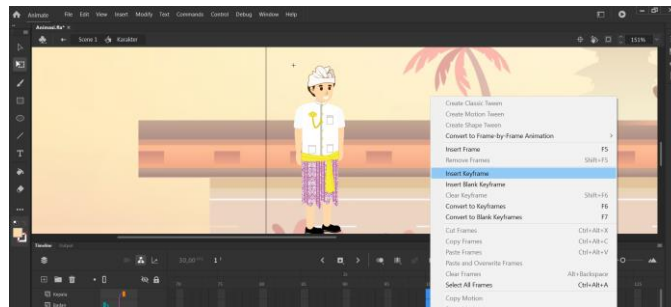 Animate File Edit View Insert Modify Text Commands Control Debug Window Help
Animasi.fla* ×
Scene 1 Karakter 151%
Create Classic Tween
Create Motion Tween
Create Shape Tween
Convert to Frame-by-Frame Animation
Insert Frame F5
Remove Frames Shift+F5
Insert Keyframe
Insert Blank Keyframe
Clear Keyframe Shift+F6
Convert to Keyframes F6
Convert to Blank Keyframes F7
Cut Frames Ctrl+Alt+X
Copy Frames Ctrl+Alt+C
Paste Frames Ctrl+Alt+V
Paste and Overwrite Frames
Clear Frames Alt+Backspace
Select All Frames Ctrl+Alt+A
Copy Motion
Timeline Output